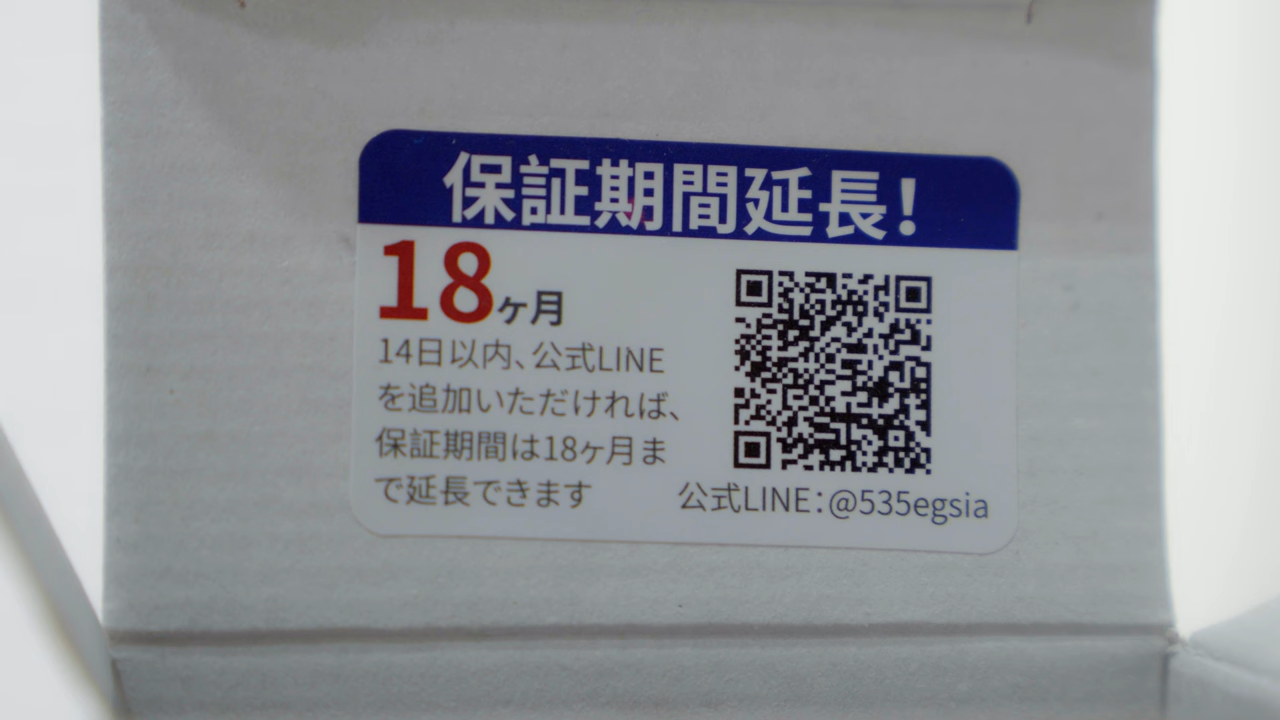 保証期間延長！
18ヶ月
14日以内、公式LINE
を追加いただければ、
保証期間は18ヶ月ま
で延長できます
公式LINE：@535egsia